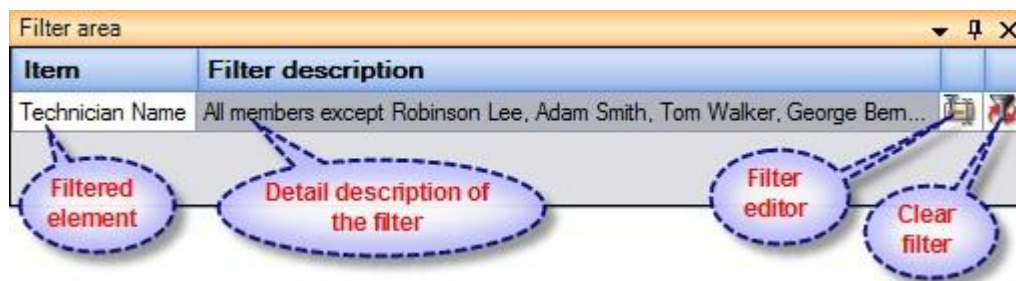 Filter area
Item Filter description
Technician Name All members except Robinson Lee, Adam Smith, Tom Walker, George Bern...
Filtered
element
Detail description of
the filter
Filter
editor
Clear
filter